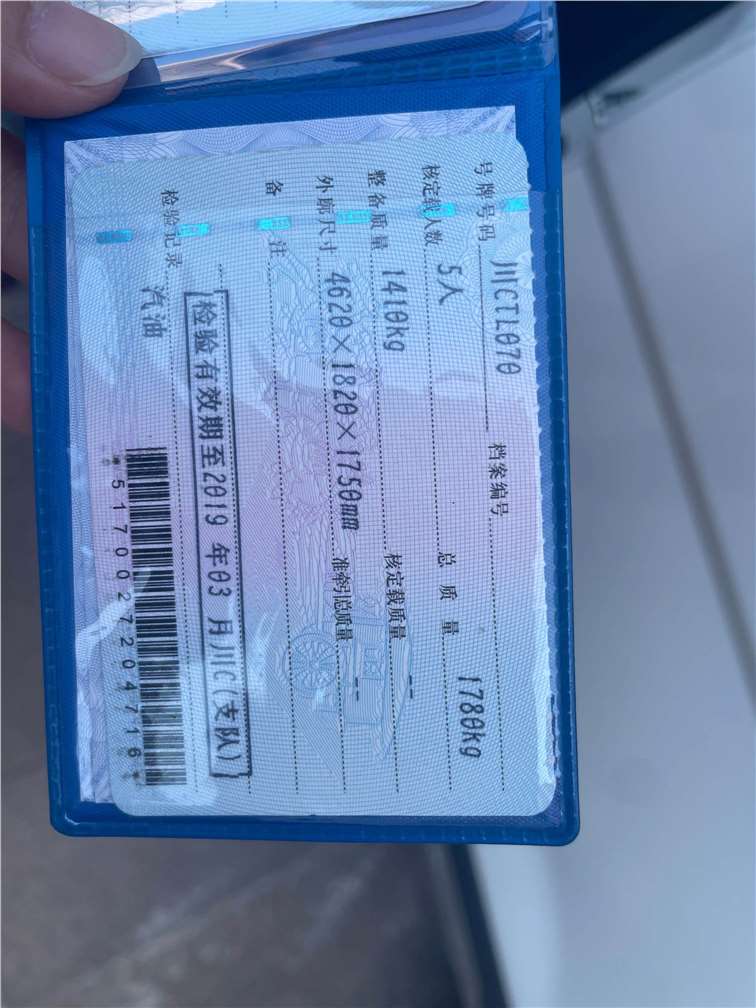 号牌号码 川CTL070 档案编号
核定载人数 5人 总质量 1780kg
整备质量 1410kg 核定载质量 --
外廓尺寸 4620×1820×1750mm 准牵引总质量 --
备注
检验有效期至2019年03月川C(支队)
检验记录
汽油
*5170027204716*